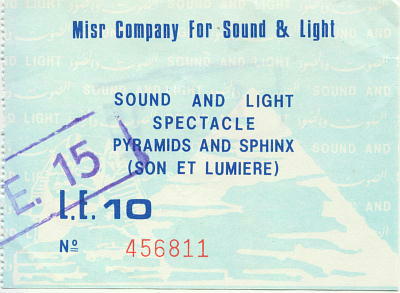 Misr Company For Sound & Light
SOUND AND LIGHT
SPECTACLE
PYRAMIDS AND SPHINX
(SON ET LUMIERE)
E. 15
L.E. 10
Nº 456811